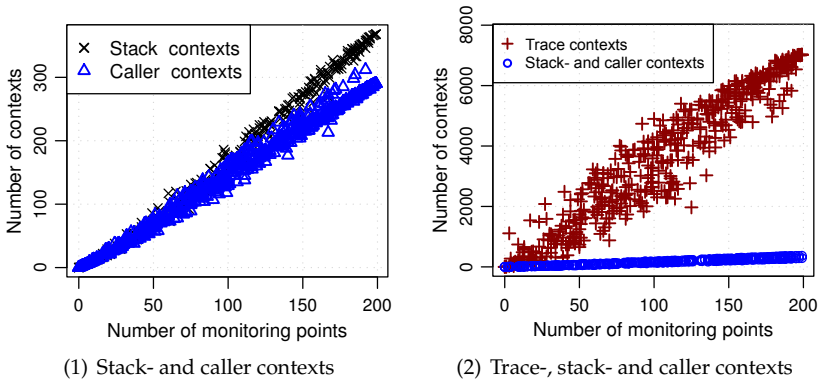 Stack contexts
Caller contexts
Number of contexts
0
100
200
300
0
50
100
150
200
Number of monitoring points
(1) Stack- and caller contexts
Trace contexts
Stack- and caller contexts
Number of contexts
0
2000
4000
6000
8000
0
50
100
150
200
Number of monitoring points
(2) Trace-, stack- and caller contexts